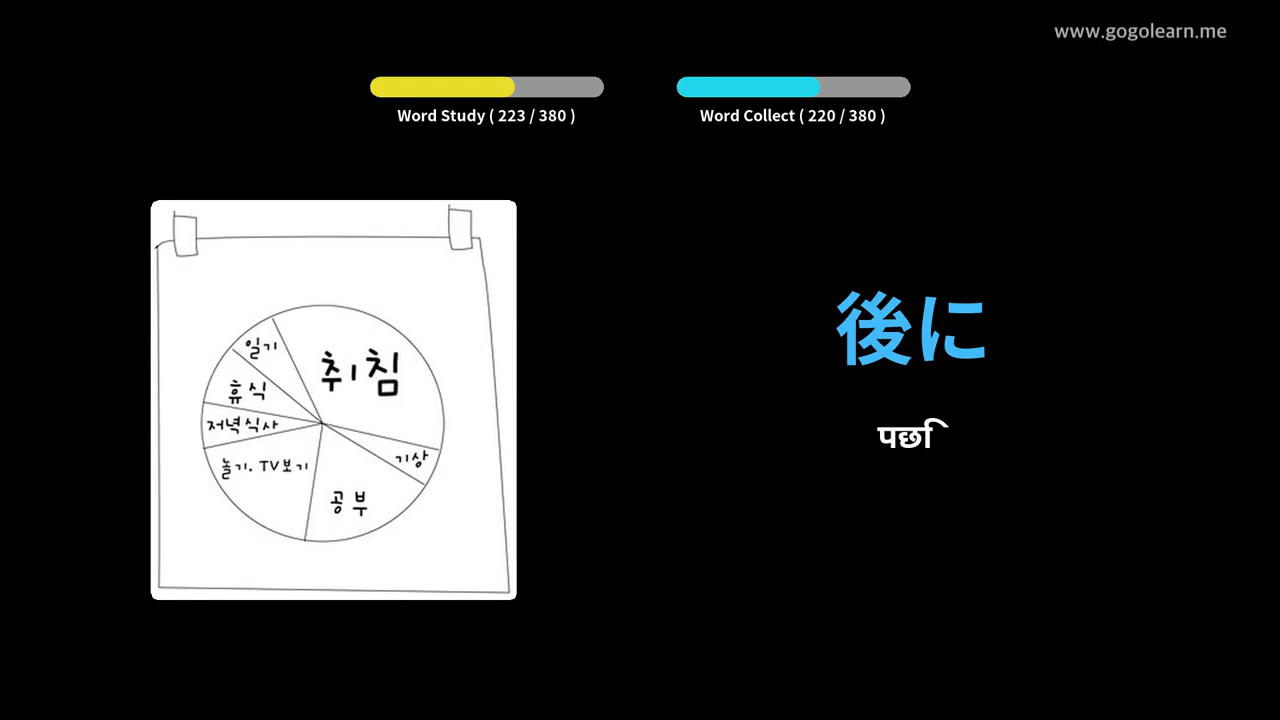 www.gogolearn.me
Word Study ( 223 / 380 )
Word Collect ( 220 / 380 )
일기
취침
휴식
저녁식사
놀기. TV보기
기상
공부
後に
पर्छि